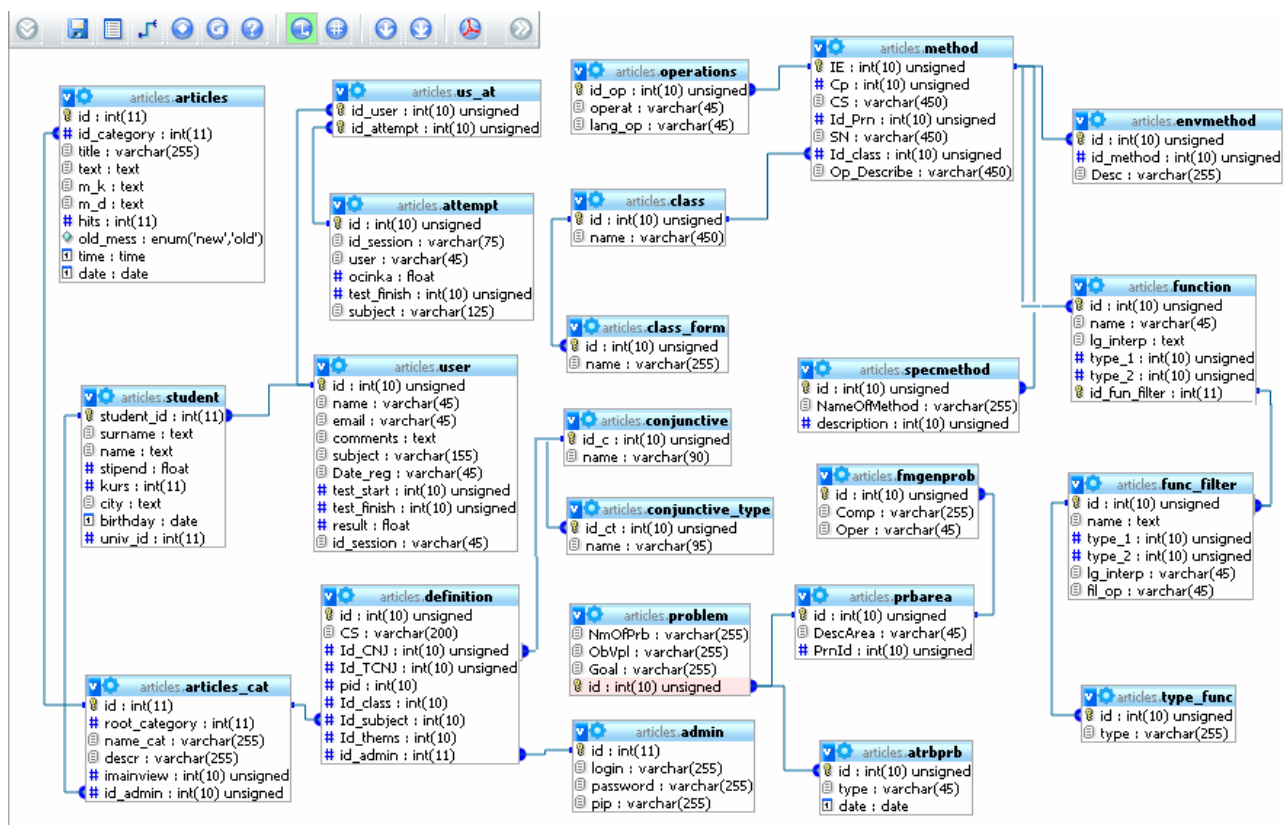 articles.articles
id : int(11)
# id_category : int(11)
title : varchar(255)
text : text
m_k : text
m_d : text
# hits : int(11)
old_mess : enum('new','old')
time : time
date : date
articles.us_at
id_user : int(10) unsigned
id_attempt : int(10) unsigned
articles.attempt
id : int(10) unsigned
id_session : varchar(75)
user : varchar(45)
# ocinka : float
# test_finish : int(10) unsigned
subject : varchar(125)
articles.operations
id_op : int(10) unsigned
operat : varchar(45)
lang_op : varchar(45)
articles.method
IE : int(10) unsigned
# Cp : int(10) unsigned
CS : varchar(450)
# Id_Prn : int(10) unsigned
SN : varchar(450)
# Id_class : int(10) unsigned
Op_Describe : varchar(450)
articles.envmethod
id : int(10) unsigned
# id_method : int(10) unsigned
Desc : varchar(255)
articles.class
id : int(10) unsigned
name : varchar(450)
articles.class_form
id : int(10) unsigned
name : varchar(255)
articles.function
id : int(10) unsigned
name : varchar(45)
lg_interp : text
# type_1 : int(10) unsigned
# type_2 : int(10) unsigned
id_fun_filter : int(11)
articles.student
student_id : int(11)
surname : text
name : text
# stipend : float
# kurs : int(11)
city : text
birthday : date
# univ_id : int(11)
articles.user
id : int(10) unsigned
name : varchar(45)
email : varchar(45)
comments : text
subject : varchar(155)
Date_reg : varchar(45)
# test_start : int(10) unsigned
# test_finish : int(10) unsigned
# result : float
id_session : varchar(45)
articles.specmethod
id : int(10) unsigned
NameOfMethod : varchar(255)
# description : int(10) unsigned
articles.conjunctive
id_c : int(10) unsigned
name : varchar(90)
articles.conjunctive_type
id_ct : int(10) unsigned
name : varchar(95)
articles.fmgenprob
id : int(10) unsigned
Comp : varchar(255)
Oper : varchar(45)
articles.func_filter
id : int(10) unsigned
name : text
# type_1 : int(10) unsigned
# type_2 : int(10) unsigned
lg_interp : varchar(45)
fil_op : varchar(45)
articles.definition
id : int(10) unsigned
CS : varchar(200)
# Id_CNJ : int(10) unsigned
# Id_TCNJ : int(10) unsigned
# pid : int(10)
# Id_class : int(10)
# Id_subject : int(10)
# Id_thems : int(10)
# id_admin : int(11)
articles.problem
NmOfPrb : varchar(255)
ObVpl : varchar(255)
Goal : varchar(255)
id : int(10) unsigned
articles.prbarea
id : int(10) unsigned
DescArea : varchar(45)
# PrnId : int(10) unsigned
articles.articles_cat
id : int(11)
# root_category : int(11)
name_cat : varchar(255)
descr : varchar(255)
# imainview : int(10) unsigned
# id_admin : int(10) unsigned
articles.admin
id : int(11)
login : varchar(255)
password : varchar(255)
pip : varchar(255)
articles.atrbprb
id : int(10) unsigned
type : varchar(45)
date : date
articles.type_func
id : int(10) unsigned
type : varchar(255)